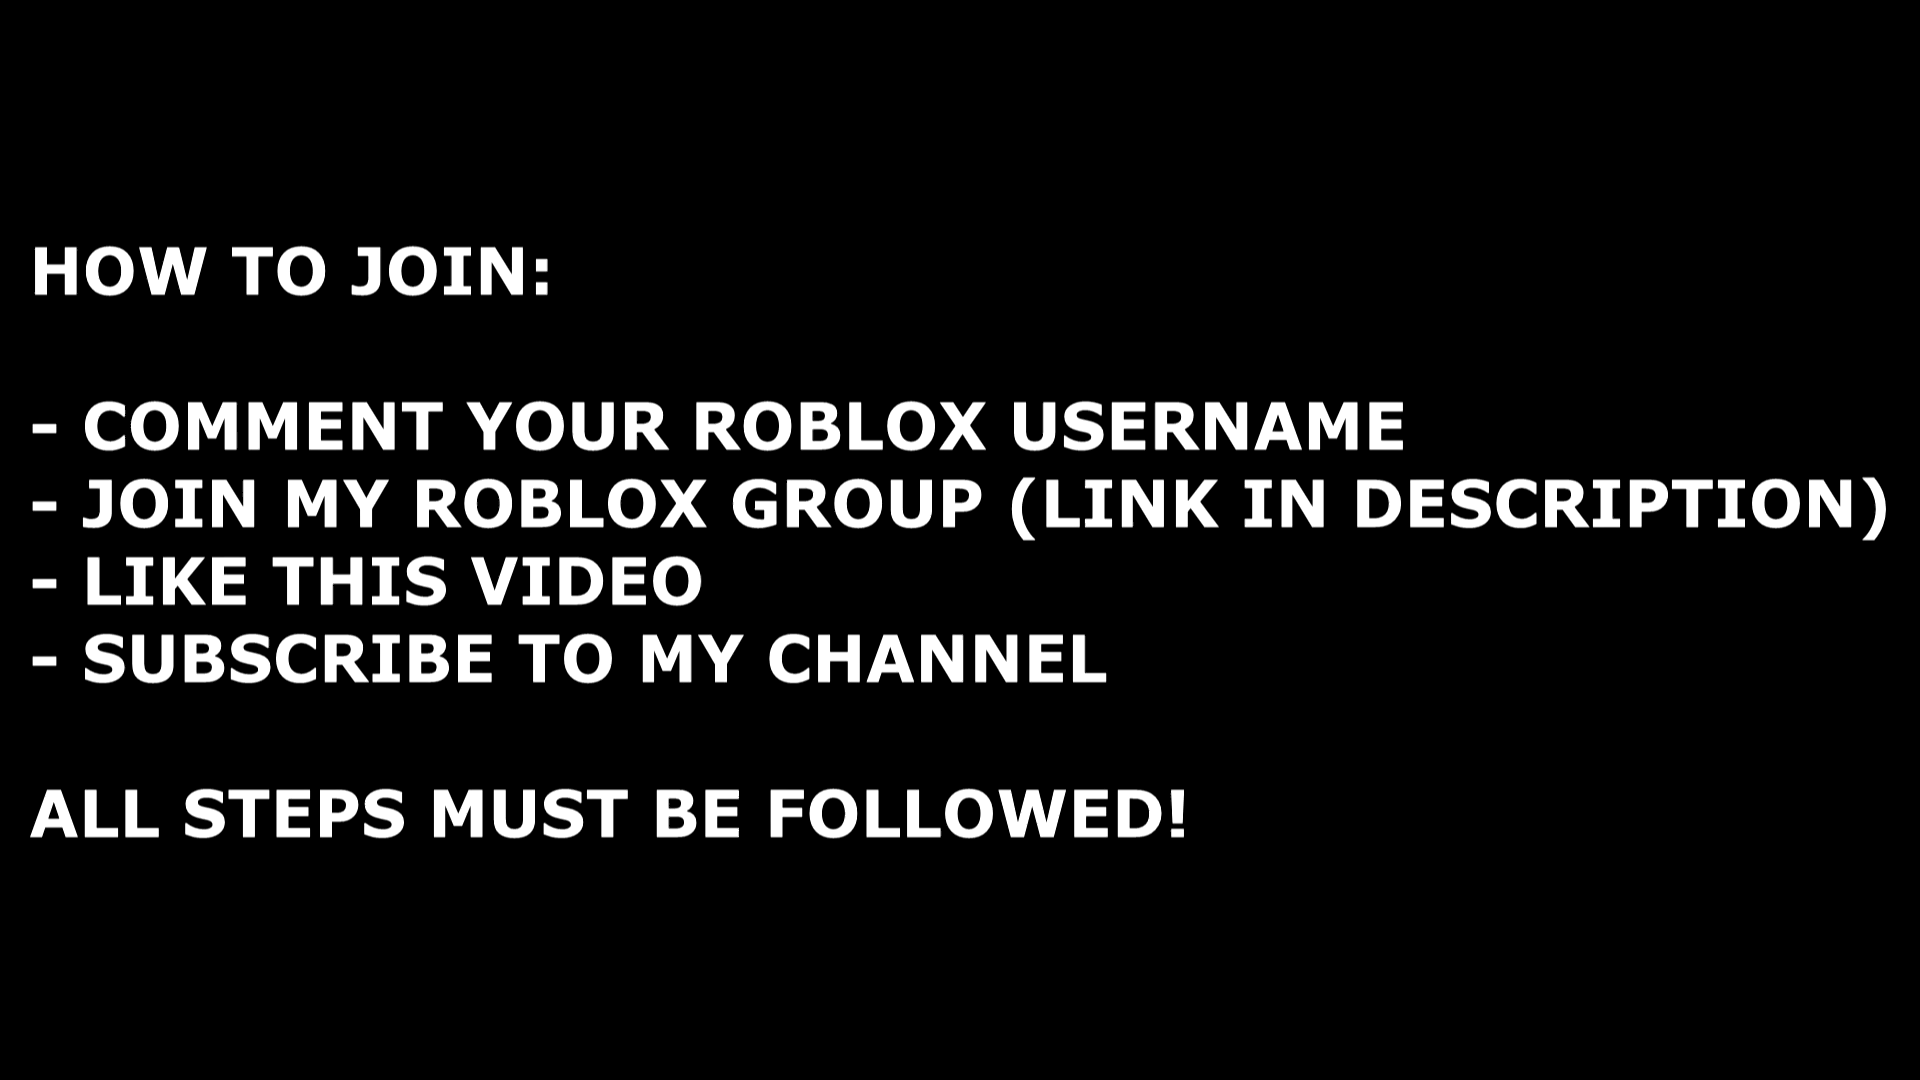 HOW TO JOIN:
- COMMENT YOUR ROBLOX USERNAME
- JOIN MY ROBLOX GROUP (LINK IN DESCRIPTION)
- LIKE THIS VIDEO
- SUBSCRIBE TO MY CHANNEL
ALL STEPS MUST BE FOLLOWED!